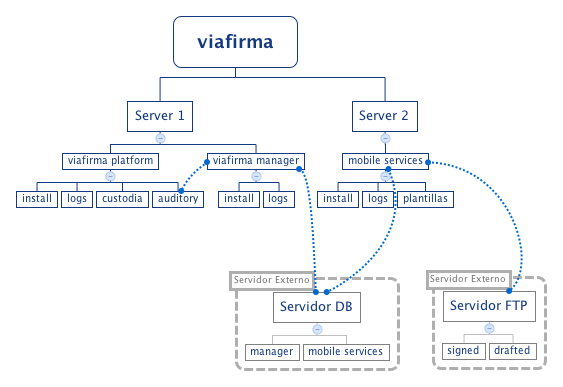 viafirma
Server 1
Server 2
viafirma platform
viafirma manager
mobile services
install
logs
custodia
auditory
install
logs
install
logs
plantillas
Servidor Externo
Servidor Externo
Servidor DB
Servidor FTP
manager
mobile services
signed
drafted